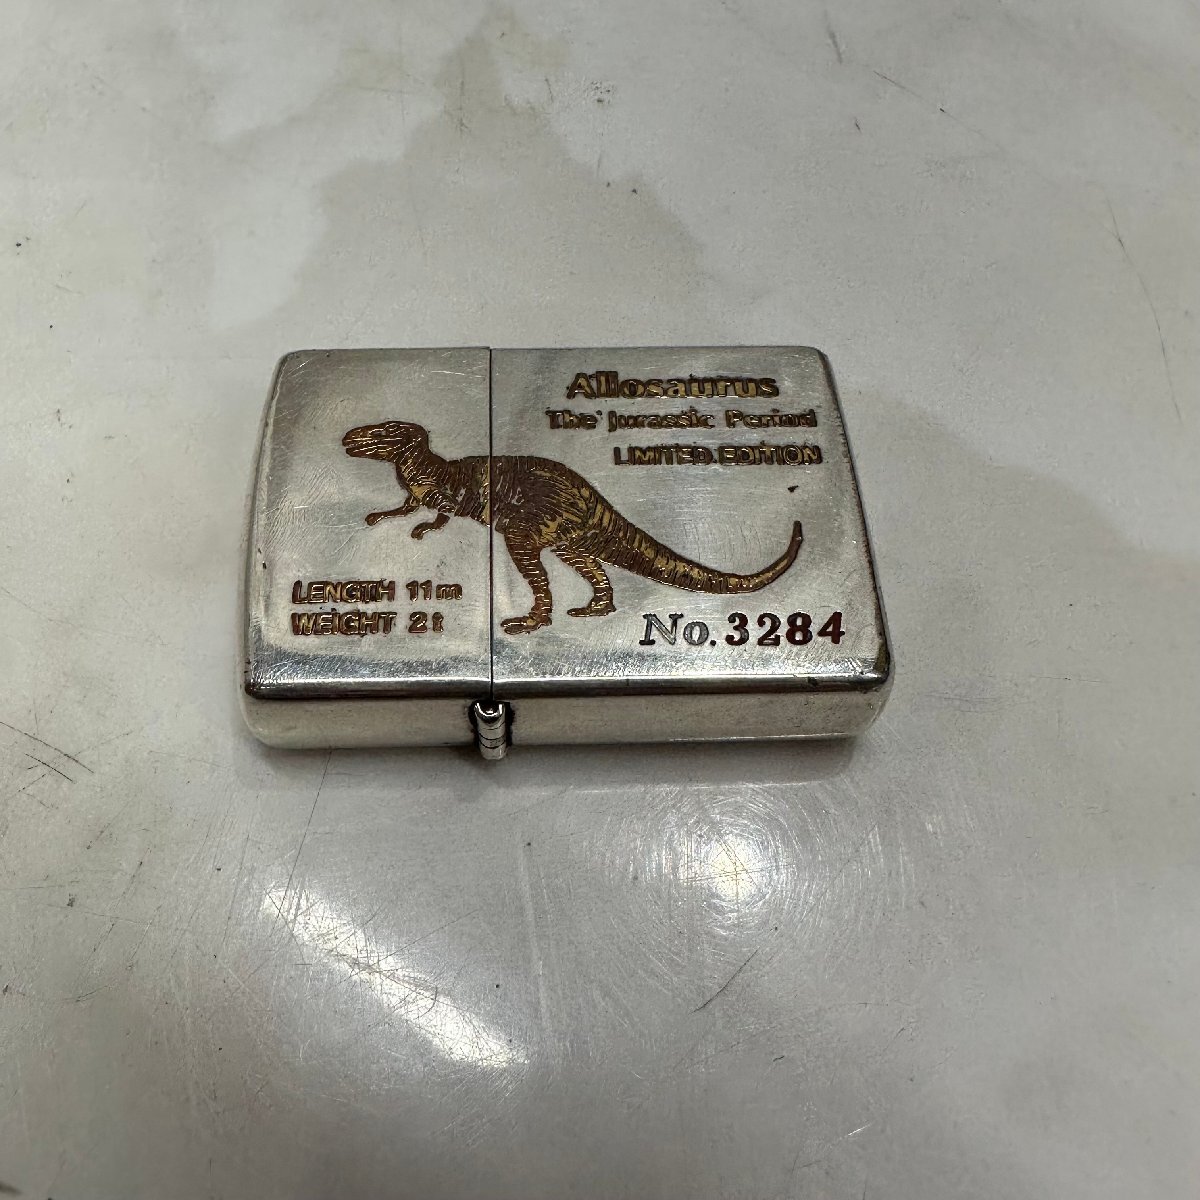 Allosaurus
The Jurassic Period
LIMITED EDITION
LENGTH 11m
WEIGHT 2t
No. 3284